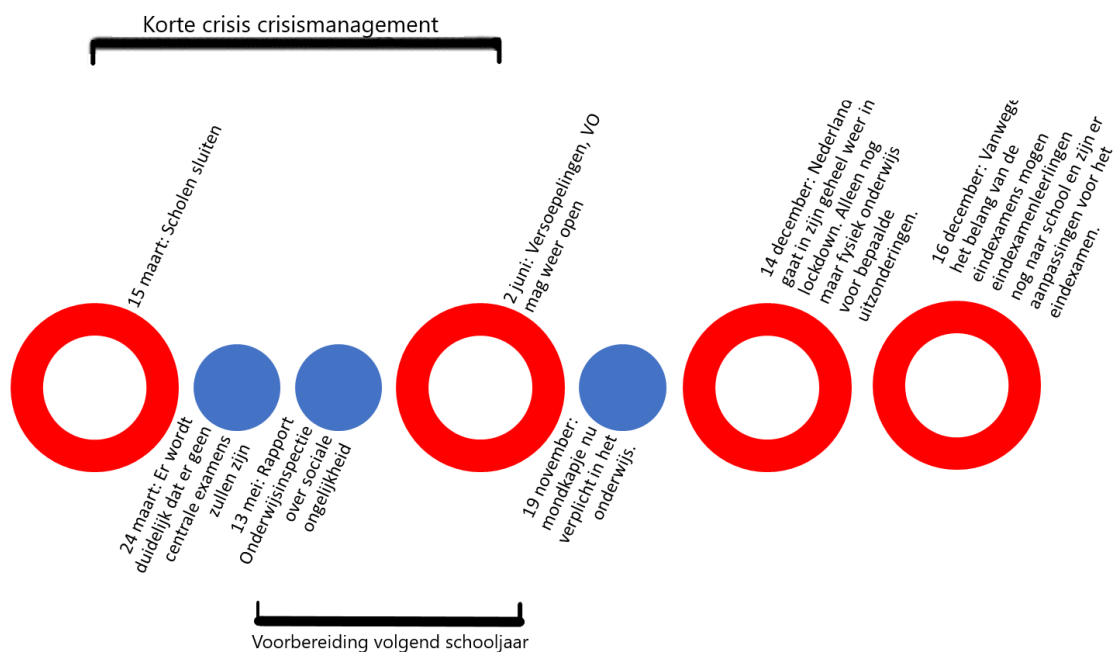 Korte crisis crisismanagement
15 maart: Scholen sluiten
24 maart: Er wordt
duidelijk dat er geen
centrale examens
zullen zijn
13 mei: Rapport
Onderwijsinspectie
over sociale
ongelijkheid
2 juni: Versoepelingen, VO
mag weer open
19 november:
mondkapje nu
verplicht in het
onderwijs.
14 december: Nederland
gaat in zijn geheel weer in
lockdown. Alleen nog
maar fysiek onderwijs
voor bepaalde
uitzonderingen.
16 december: Vanwege
het belang van de
eindexamens mogen
eindexamenleerlingen
nog naar school en zijn er
aanpassingen voor het
eindexamen.
Voorbereiding volgend schooljaar